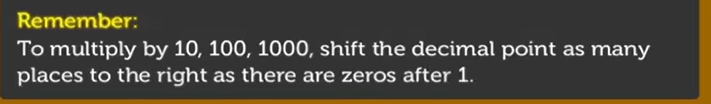 Remember:
To multiply by 10, 100, 1000, shift the decimal point as many
places to the right as there are zeros after 1.